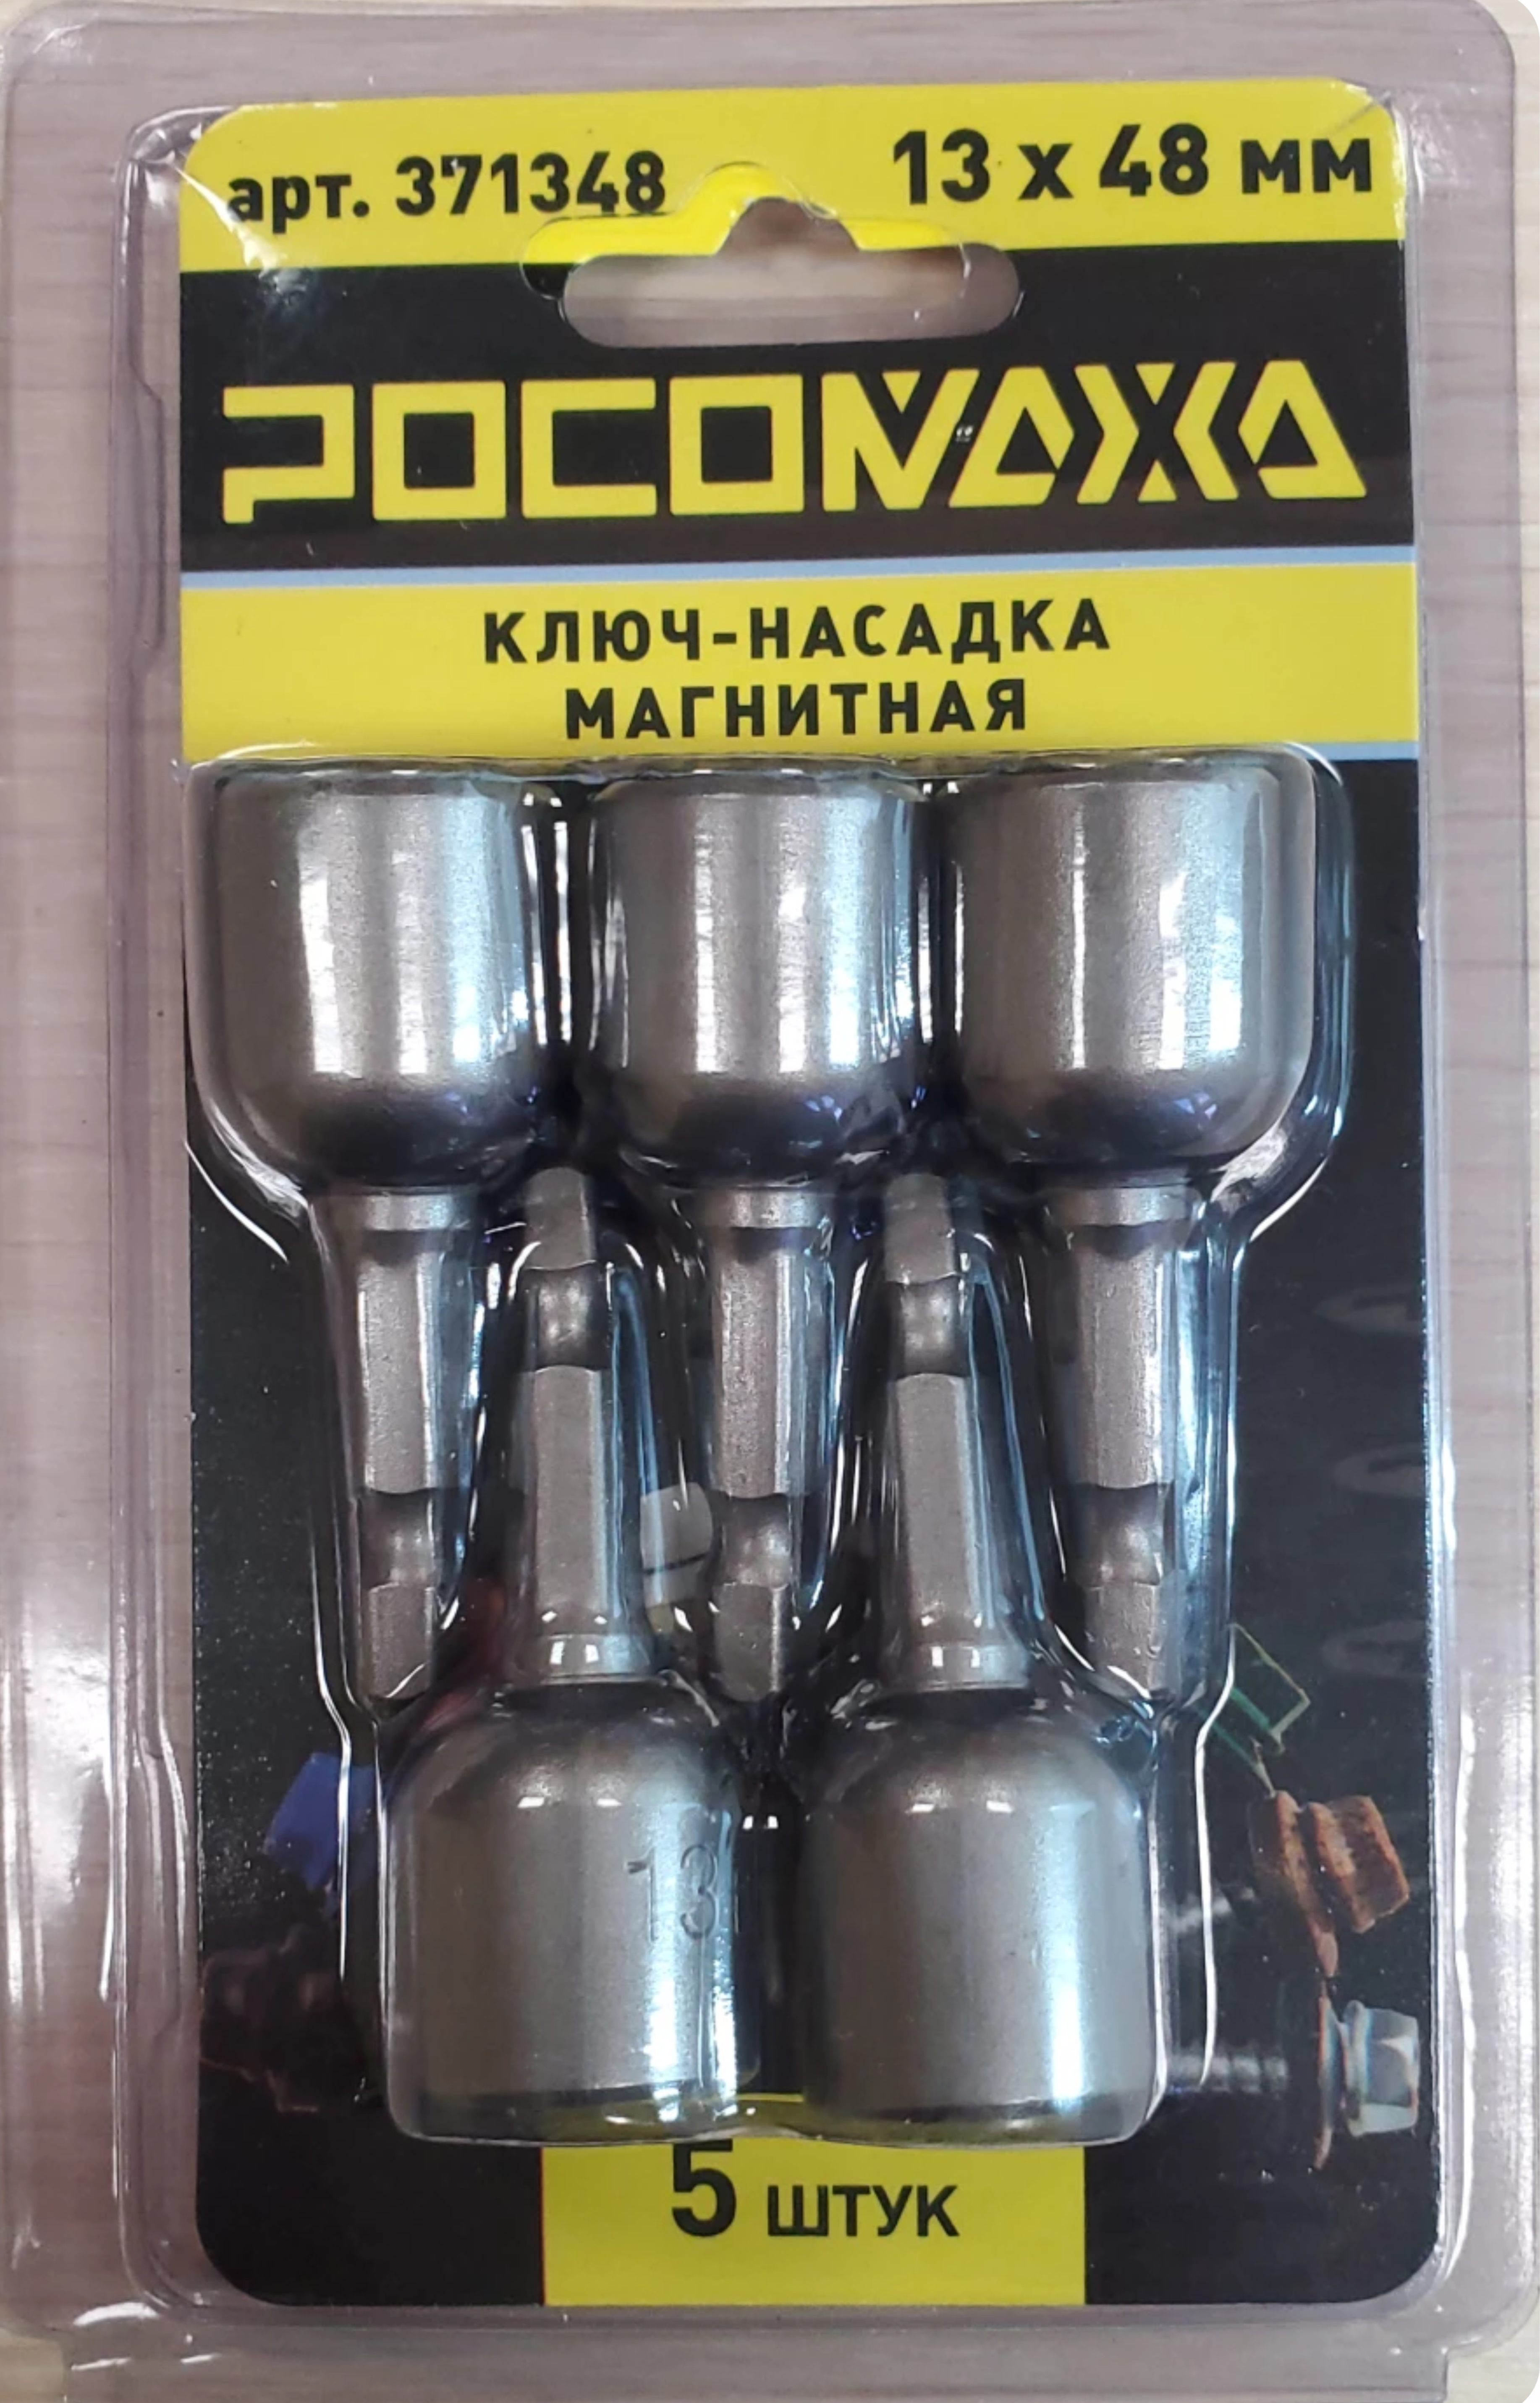 арт. 371348
13 х 48 мм
РОСОМАХА
КЛЮЧ-НАСАДКА
МАГНИТНАЯ
13
5 ШТУК